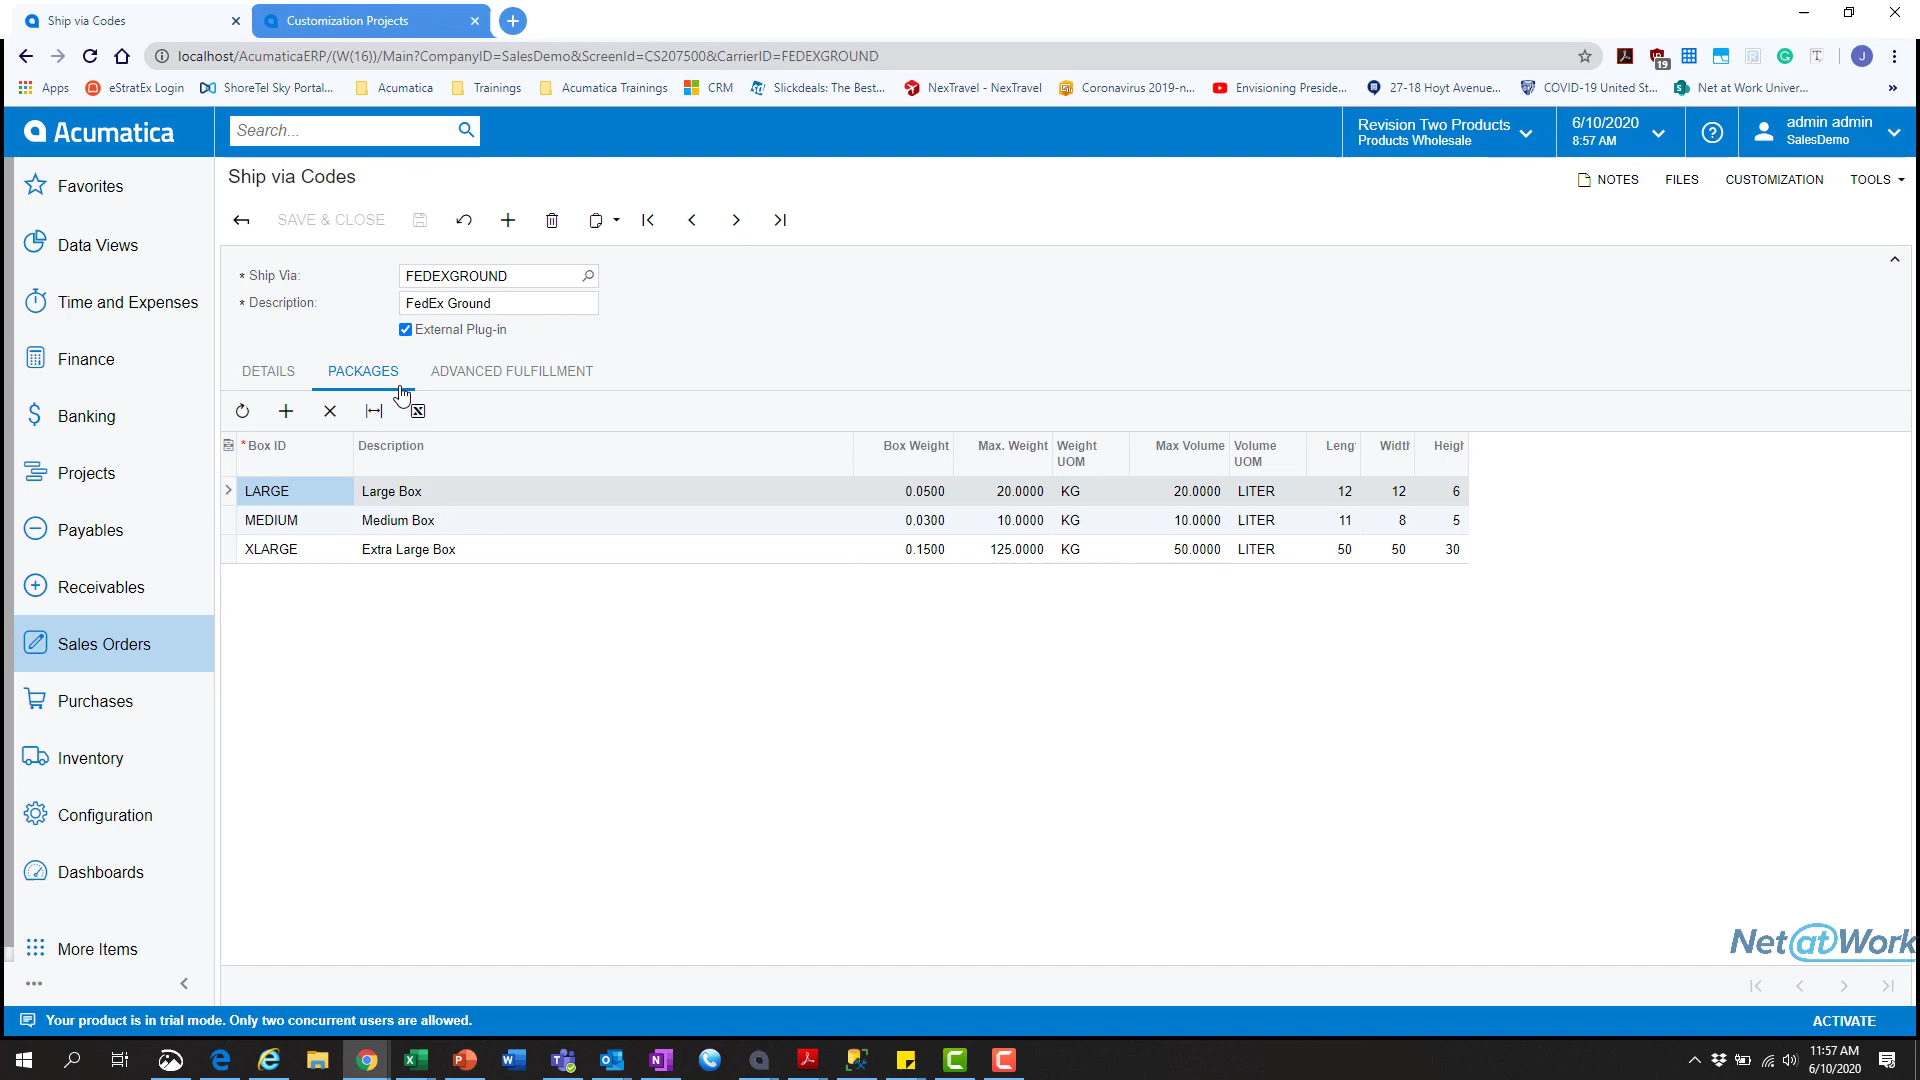 Ship via Codes
Customization Projects
localhost/AcumaticaERP/(W(16))/Main?CompanyID=SalesDemo&ScreenId=CS207500&CarrierID=FEDEXGROUND
19
J
Apps
eStratEx Login
ShoreTel Sky Portal...
Acumatica
Trainings
Acumatica Trainings
CRM
Slickdeals: The Best...
NexTravel - NexTravel
Coronavirus 2019-n...
Envisioning Preside...
27-18 Hoyt Avenue...
COVID-19 United St...
Net at Work Univer...
»
Acumatica
Search...
Revision Two Products
Products Wholesale
6/10/2020
8:57 AM
admin admin
SalesDemo
Favorites
Data Views
Time and Expenses
Finance
Banking
Projects
Payables
Receivables
Sales Orders
Purchases
Inventory
Configuration
Dashboards
More Items
Ship via Codes
NOTES
FILES
CUSTOMIZATION
TOOLS
SAVE & CLOSE
* Ship Via:
FEDEXGROUND
* Description:
FedEx Ground
External Plug-in
DETAILS
PACKAGES
ADVANCED FULFILLMENT
* Box ID Description Box Weight Max. Weight Weight UOM Max Volume Volume UOM Leng Width Heigh
LARGE Large Box 0.0500 20.0000 KG 20.0000 LITER 12 12 6
MEDIUM Medium Box 0.0300 10.0000 KG 10.0000 LITER 11 8 5
XLARGE Extra Large Box 0.1500 125.0000 KG 50.0000 LITER 50 50 30
Net at Work
Your product is in trial mode. Only two concurrent users are allowed.
ACTIVATE
11:57 AM
6/10/2020